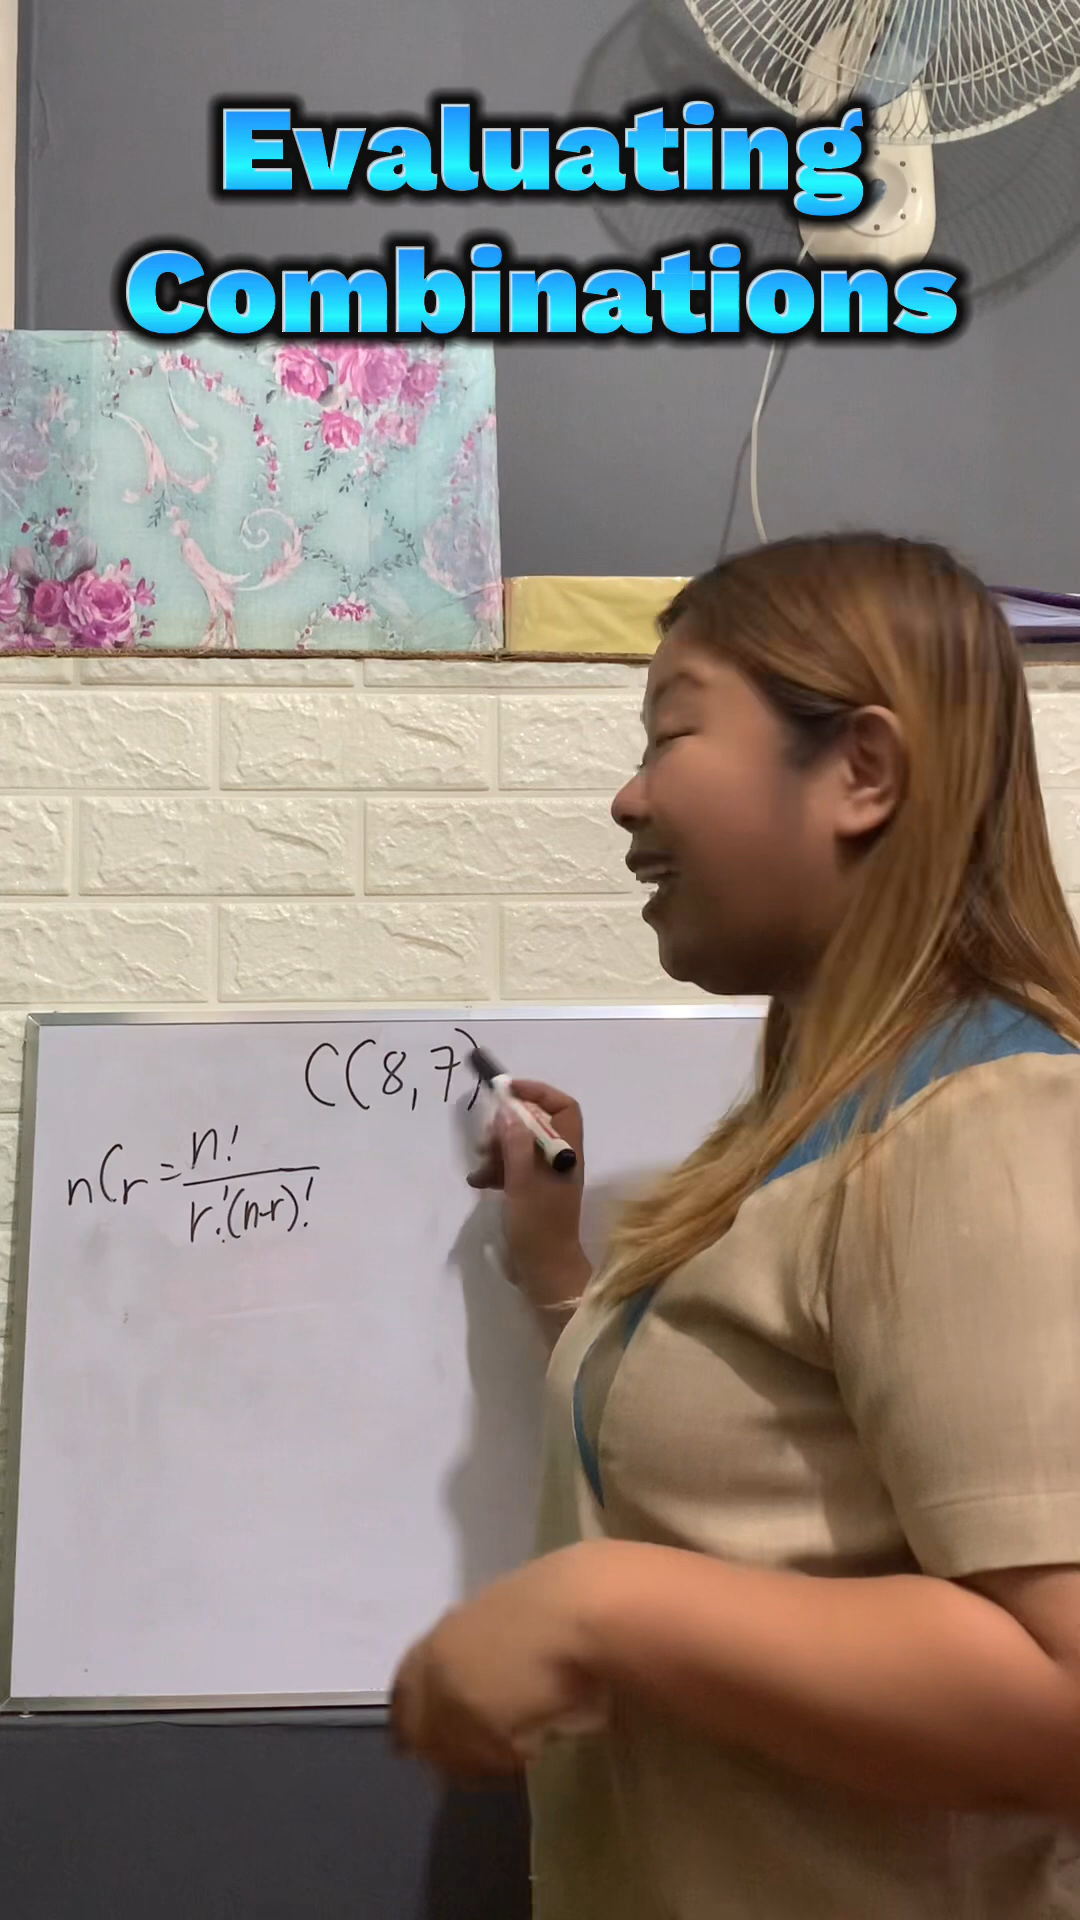 Evaluating
Combinations
C(8,7)
nCr = n!
r!(n-r)!